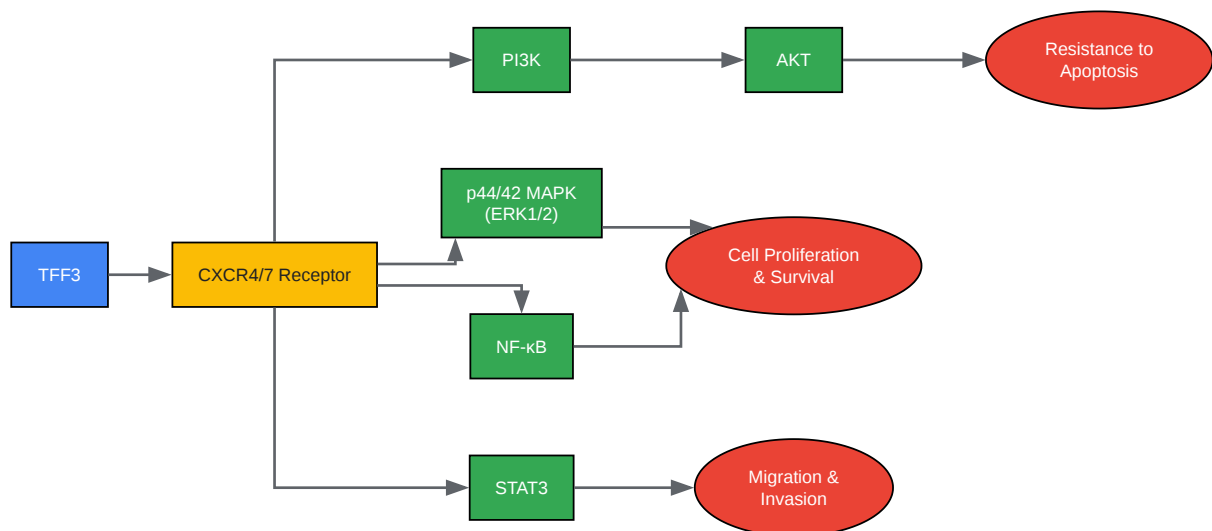 PI3K
AKT
Resistance to
Apoptosis
p44/42 MAPK
(ERK1/2)
TFF3
CXCR4/7 Receptor
Cell Proliferation
& Survival
NF-κB
STAT3
Migration &
Invasion